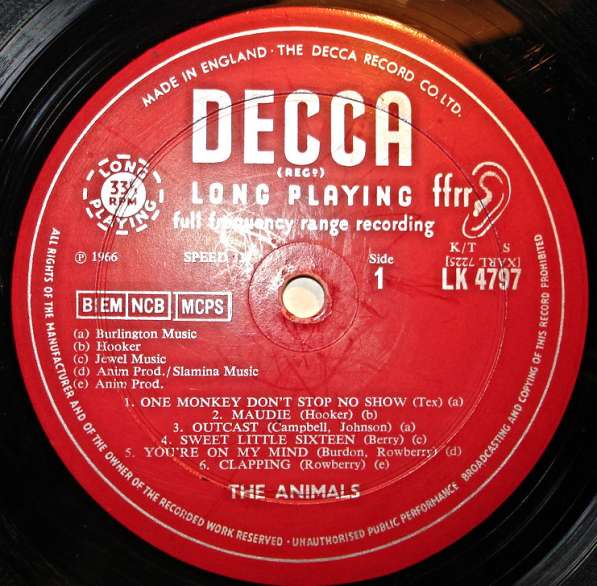 MADE IN ENGLAND · THE DECCA RECORD CO. LTD.
DECCA
(REGD)
LONG PLAYING
ffrr
full frequency range recording
LONG
33⅓
RPM
PLAYING
K/T S
℗ 1966
SPEED
Side
1
[XARL 7225]
LK 4797
BIEM NCB MCPS
(a) Burlington Music
(b) Hooker
(c) Jewel Music
(d) Anim Prod./Slamina Music
(e) Anim Prod.
1. ONE MONKEY DON'T STOP NO SHOW (Tex) (a)
2. MAUDIE (Hooker) (b)
3. OUTCAST (Campbell, Johnson) (a)
4. SWEET LITTLE SIXTEEN (Berry) (c)
5. YOU'RE ON MY MIND (Burdon, Rowberry) (d)
6. CLAPPING (Rowberry) (e)
THE ANIMALS
ALL RIGHTS OF THE MANUFACTURER AND OF THE OWNER OF THE RECORDED WORK RESERVED · UNAUTHORISED PUBLIC PERFORMANCE BROADCASTING AND COPYING OF THIS RECORD PROHIBITED